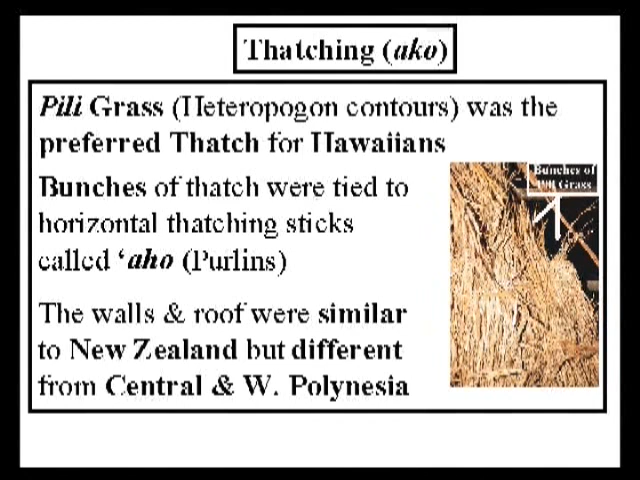 Thatching (ako)
Pili Grass (Heteropogon contours) was the
preferred Thatch for Hawaiians
Bunches of thatch were tied to
horizontal thatching sticks
called ‘aho (Purlins)
Bunches of
Pili Grass
The walls & roof were similar
to New Zealand but different
from Central & W. Polynesia